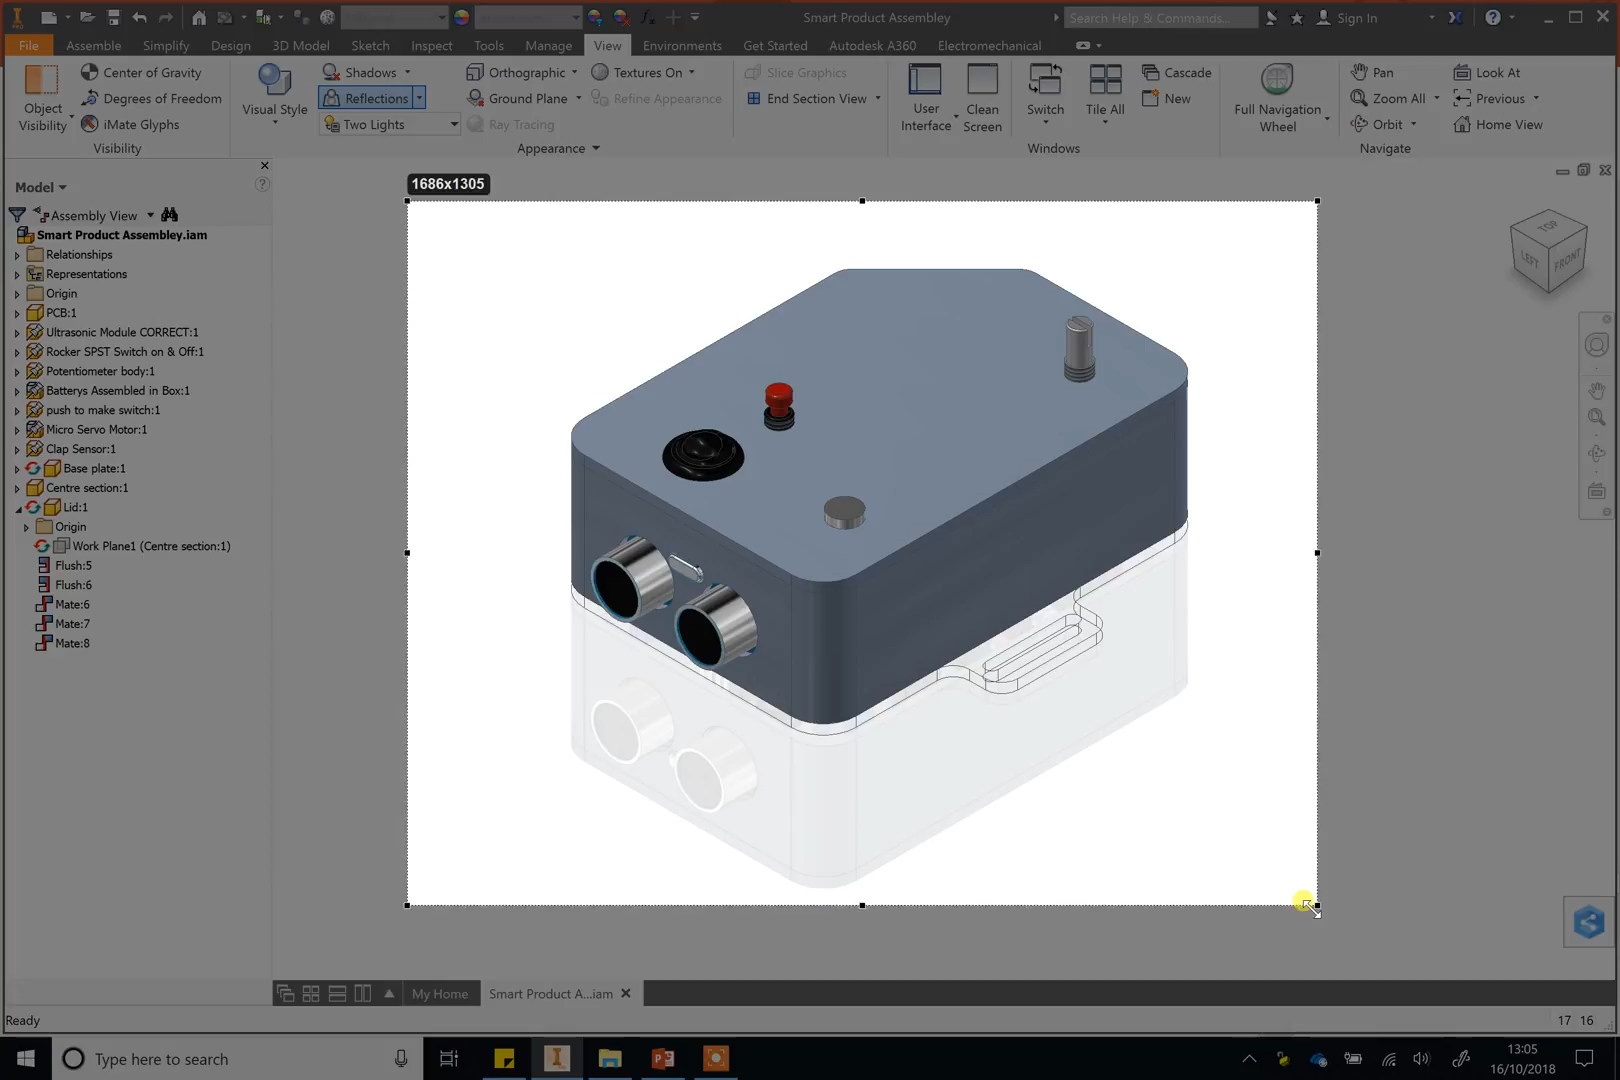 PRO
Smart Product Assembley
Search Help & Commands...
Sign In
File
Assemble
Simplify
Design
3D Model
Sketch
Inspect
Tools
Manage
View
Environments
Get Started
Autodesk A360
Electromechanical
Object Visibility
Center of Gravity
Degrees of Freedom
iMate Glyphs
Visibility
Visual Style
Shadows
Reflections
Two Lights
Orthographic
Ground Plane
Ray Tracing
Textures On
Refine Appearance
Appearance
Slice Graphics
End Section View
User Interface
Clean Screen
Switch
Tile All
Cascade
New
Windows
Full Navigation Wheel
Pan
Zoom All
Orbit
Look At
Previous
Home View
Navigate
Model
Assembly View
Smart Product Assembley.iam
Relationships
Representations
Origin
PCB:1
Ultrasonic Module CORRECT:1
Rocker SPST Switch on & Off:1
Potentiometer body:1
Batterys Assembled in Box:1
push to make switch:1
Micro Servo Motor:1
Clap Sensor:1
Base plate:1
Centre section:1
Lid:1
Origin
Work Plane1 (Centre section:1)
Flush:5
Flush:6
Mate:6
Mate:7
Mate:8
1686x1305
TOP
LEFT
FRONT
My Home
Smart Product A...iam
Ready
17 16
Type here to search
13:05
16/10/2018